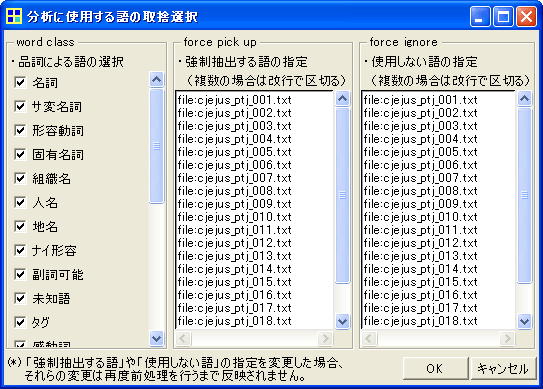 分析に使用する語の取捨選択
word class
・品詞による語の選択
名詞
サ変名詞
形容動詞
固有名詞
組織名
人名
地名
ナイ形容
副詞可能
未知語
タグ
感動詞
force pick up
・強制抽出する語の指定
（複数の場合は改行で区切る）
file:cjejus_ptj_001.txt
file:cjejus_ptj_002.txt
file:cjejus_ptj_003.txt
file:cjejus_ptj_004.txt
file:cjejus_ptj_005.txt
file:cjejus_ptj_006.txt
file:cjejus_ptj_007.txt
file:cjejus_ptj_008.txt
file:cjejus_ptj_009.txt
file:cjejus_ptj_010.txt
file:cjejus_ptj_011.txt
file:cjejus_ptj_012.txt
file:cjejus_ptj_013.txt
file:cjejus_ptj_014.txt
file:cjejus_ptj_015.txt
file:cjejus_ptj_016.txt
file:cjejus_ptj_017.txt
file:cjejus_ptj_018.txt
force ignore
・使用しない語の指定
（複数の場合は改行で区切る）
file:cjejus_ptj_001.txt
file:cjejus_ptj_002.txt
file:cjejus_ptj_003.txt
file:cjejus_ptj_004.txt
file:cjejus_ptj_005.txt
file:cjejus_ptj_006.txt
file:cjejus_ptj_007.txt
file:cjejus_ptj_008.txt
file:cjejus_ptj_009.txt
file:cjejus_ptj_010.txt
file:cjejus_ptj_011.txt
file:cjejus_ptj_012.txt
file:cjejus_ptj_013.txt
file:cjejus_ptj_014.txt
file:cjejus_ptj_015.txt
file:cjejus_ptj_016.txt
file:cjejus_ptj_017.txt
file:cjejus_ptj_018.txt
(*) 「強制抽出する語」や「使用しない語」の指定を変更した場合、
それらの変更は再度前処理を行うまで反映されません。
OK
キャンセル